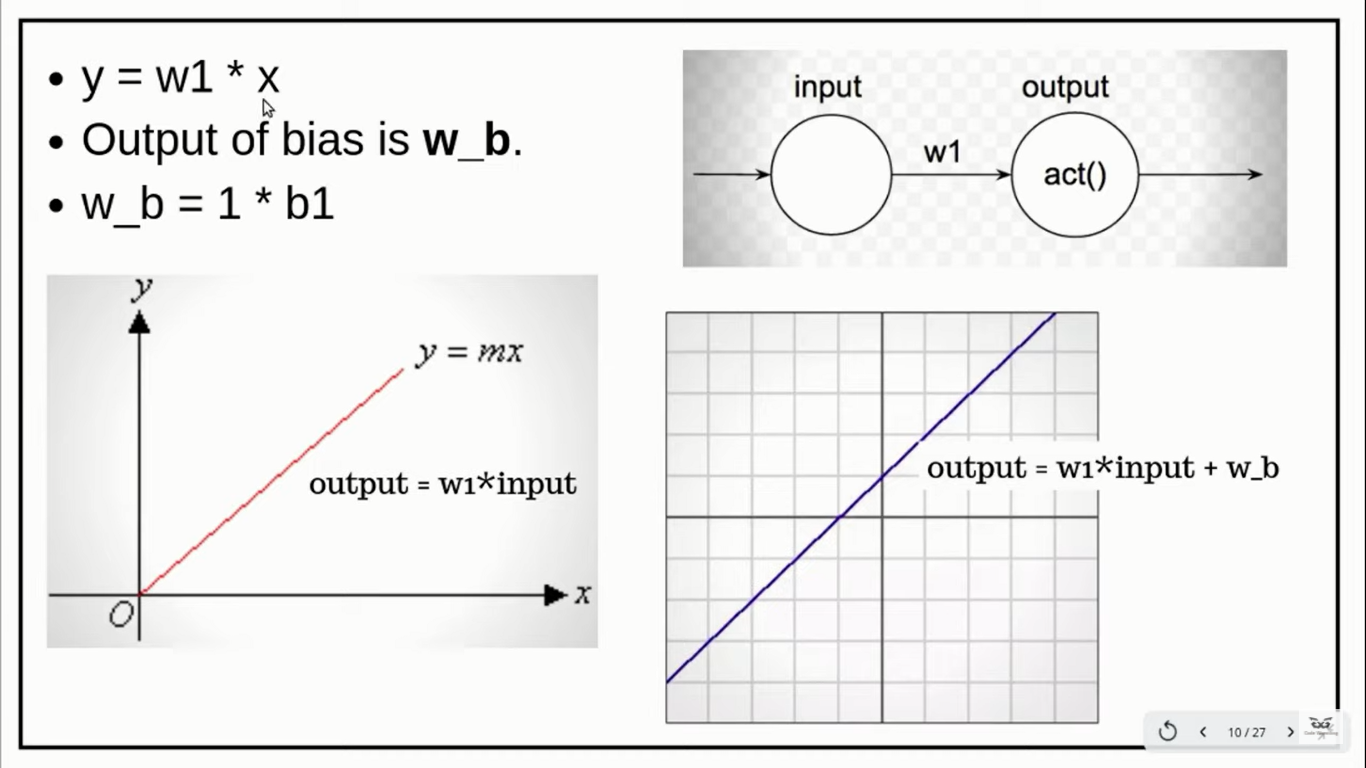 • y = w1 * x
• Output of bias is w_b.
• w_b = 1 * b1
input output
w1
act()
y
y = mx
output = w1*input
O
x
output = w1*input + w_b
10 / 27